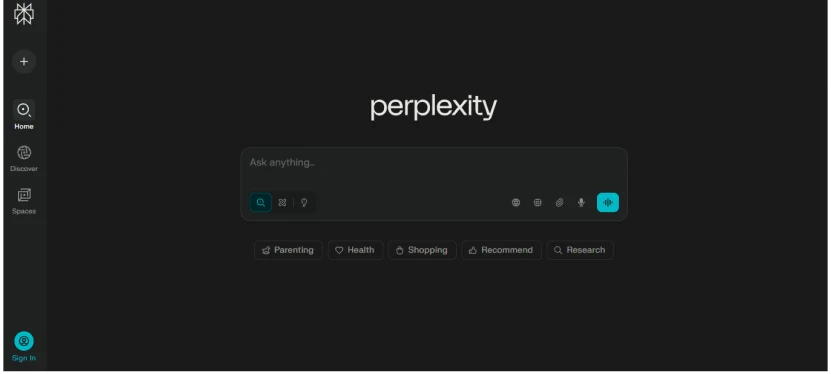 Home
Discover
Spaces
Sign In
perplexity
Ask anything...
Parenting
Health
Shopping
Recommend
Research